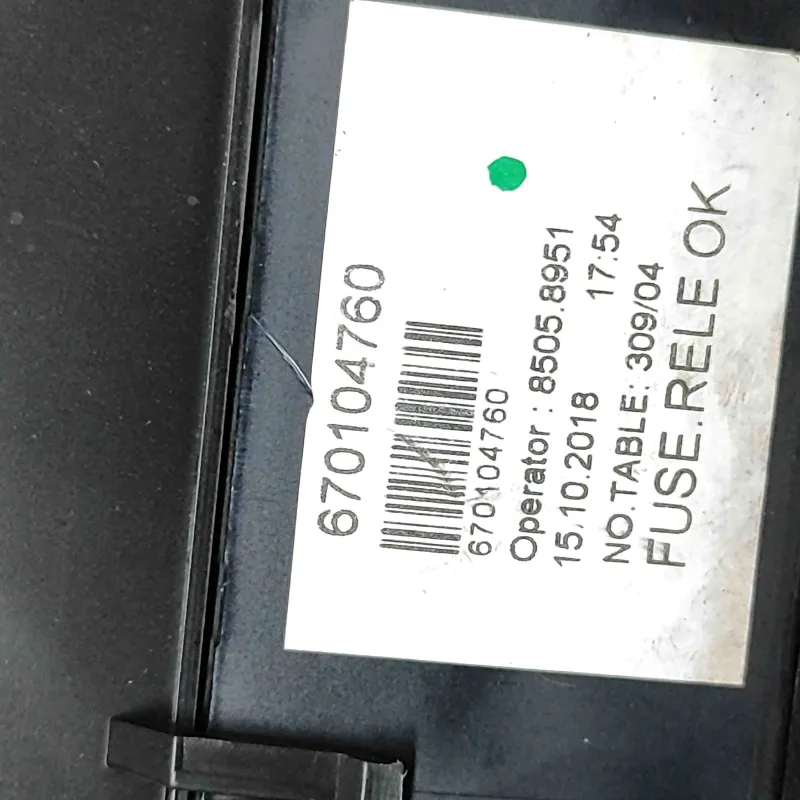 670104760
670104760
Operator : 8505.8951
15.10.2018 17:54
NO.TABLE: 309/04
FUSE.RELE OK